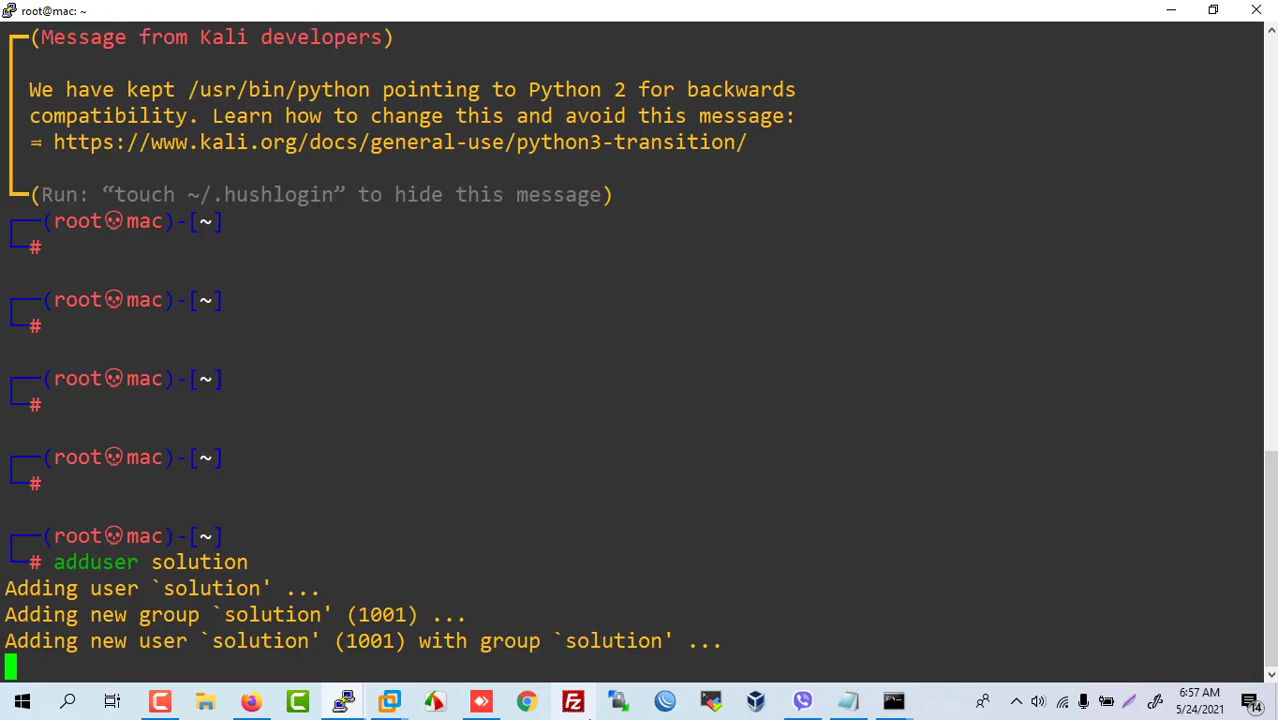 root@mac: ~
(Message from Kali developers)
We have kept /usr/bin/python pointing to Python 2 for backwards
compatibility. Learn how to change this and avoid this message:
⇒ https://www.kali.org/docs/general-use/python3-transition/
(Run: “touch ~/.hushlogin” to hide this message)
(root💀mac)-[~]
#
(root💀mac)-[~]
#
(root💀mac)-[~]
#
(root💀mac)-[~]
#
(root💀mac)-[~]
# adduser solution
Adding user `solution' ...
Adding new group `solution' (1001) ...
Adding new user `solution' (1001) with group `solution' ...
6:57 AM
5/24/2021
14